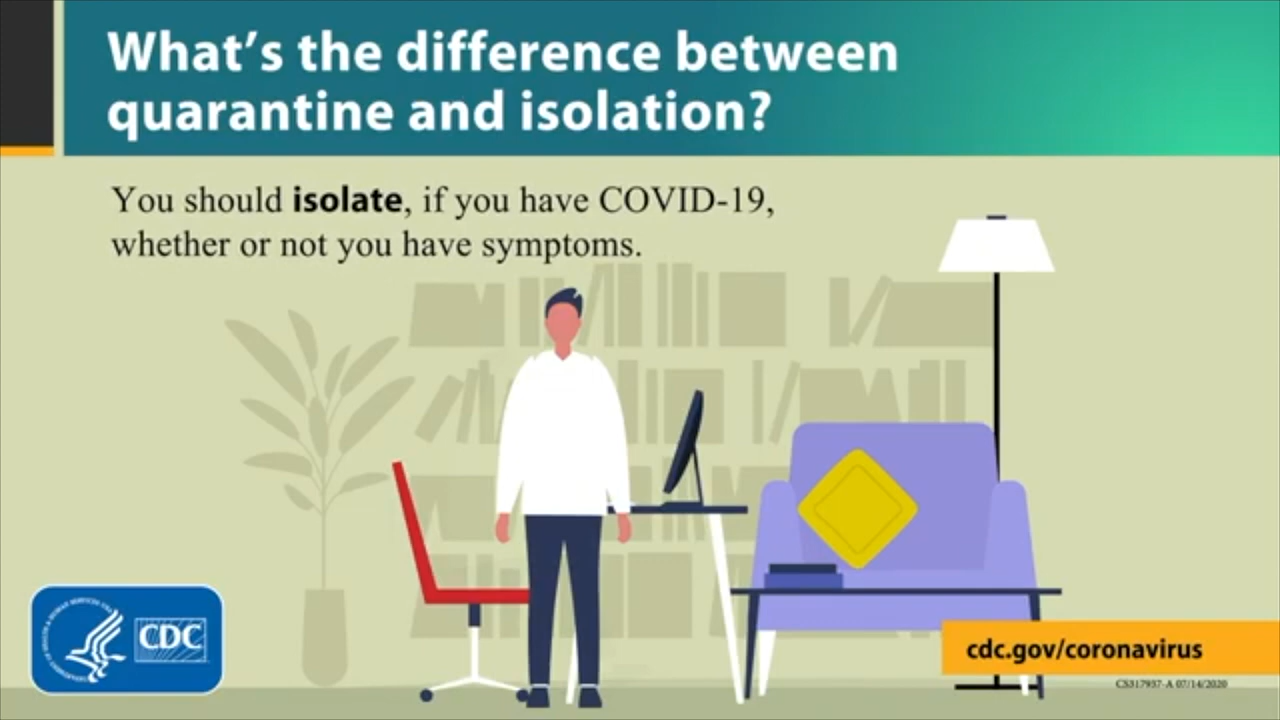 What's the difference between
quarantine and isolation?
You should isolate, if you have COVID-19,
whether or not you have symptoms.
CDC
cdc.gov/coronavirus
CS317937-A 07/14/2020